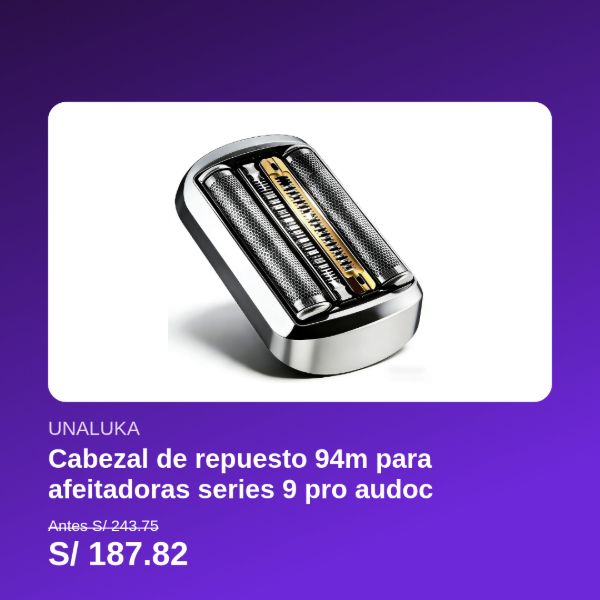 UNALUKA
Cabezal de repuesto 94m para
afeitadoras series 9 pro audoc
Antes S/ 243.75
S/ 187.82